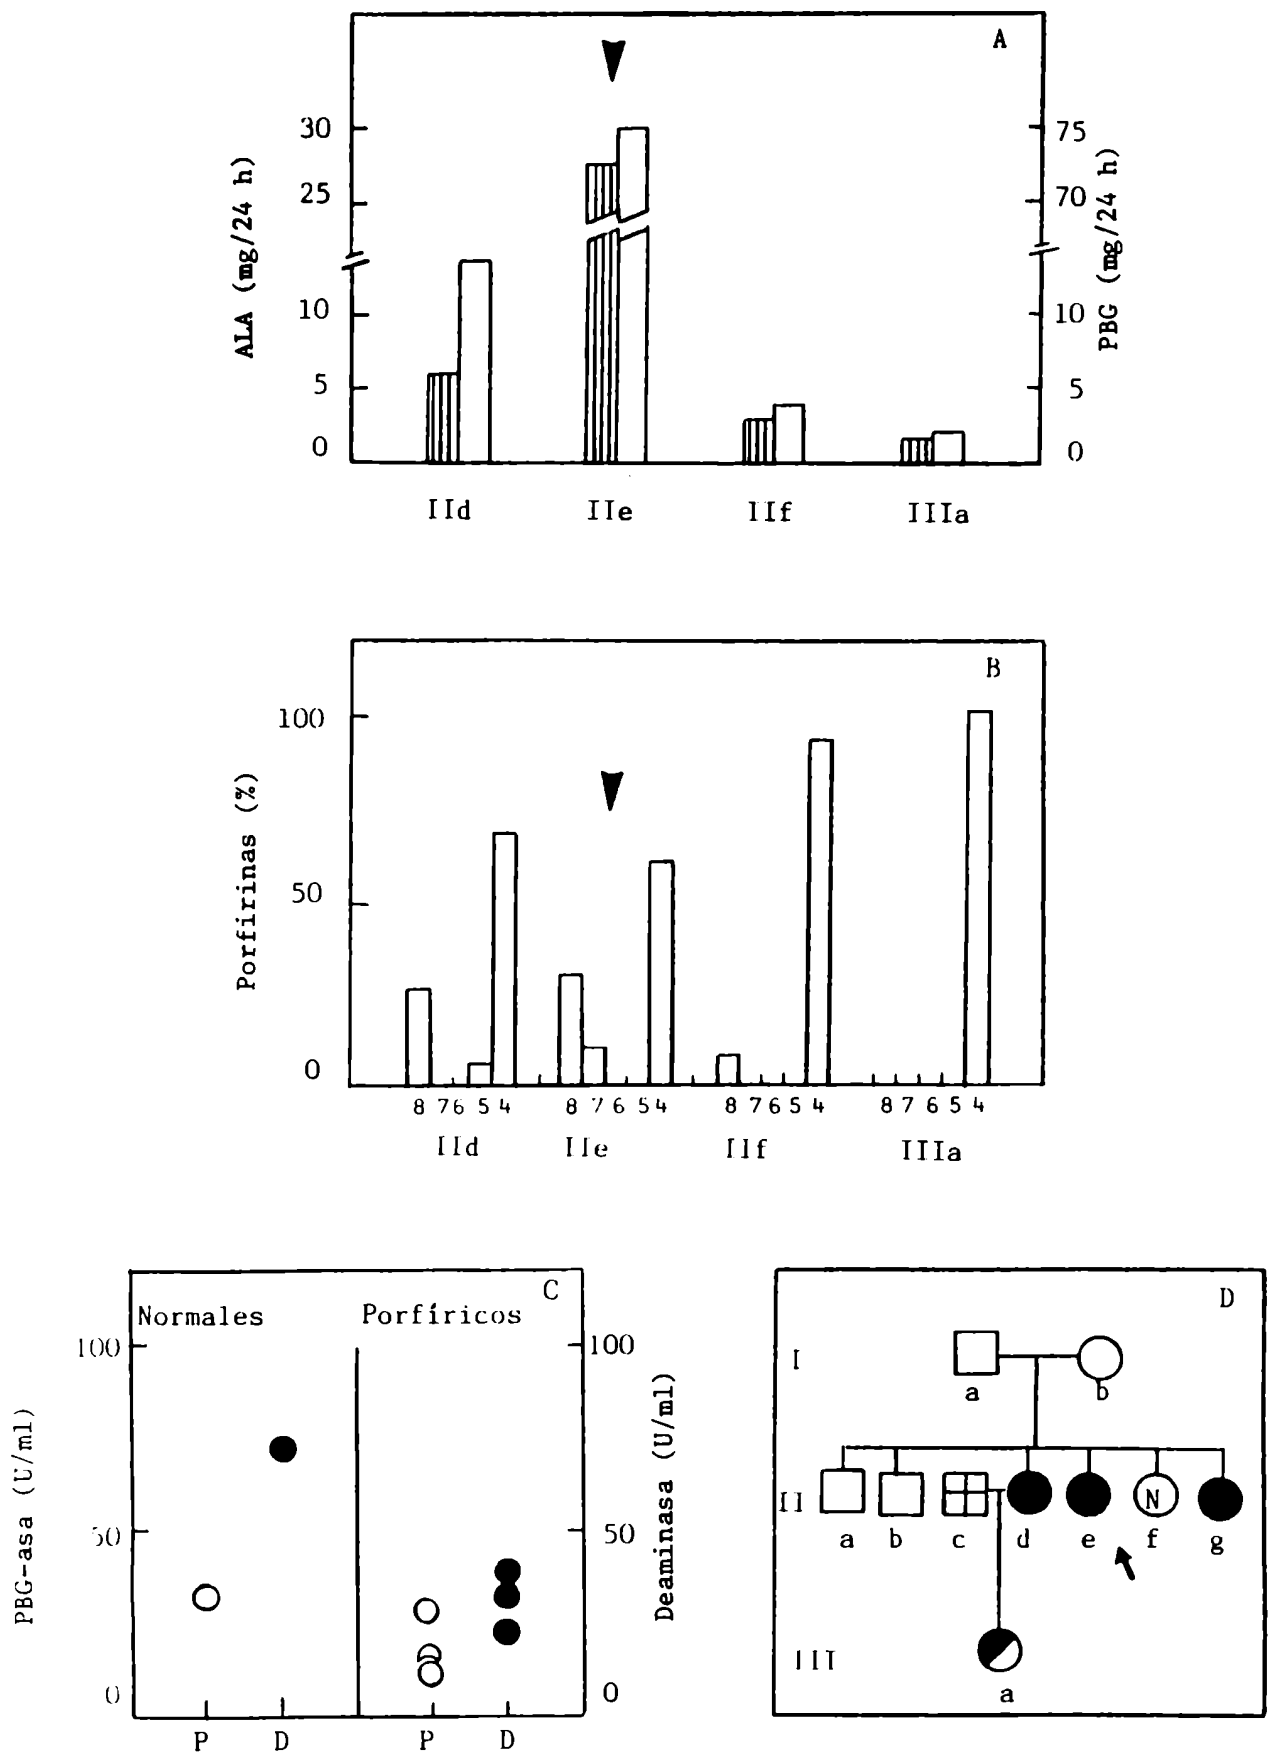 A
30
25
10
5
0
ALA (mg/24 h)
75
70
10
5
0
PBG (mg/24 h)
IId IIe IIf IIIa
B
100
50
0
Porfirinas (%)
8 7 6 5 4 8 7 6 5 4 8 7 6 5 4 8 7 6 5 4
IId IIe IIf IIIa
C
Normales Porfíricos
100
50
0
PBG-asa (U/ml)
100
50
0
Deaminasa (U/ml)
P D P D
D
I
a b
II
N
a b c d e f g
III
a